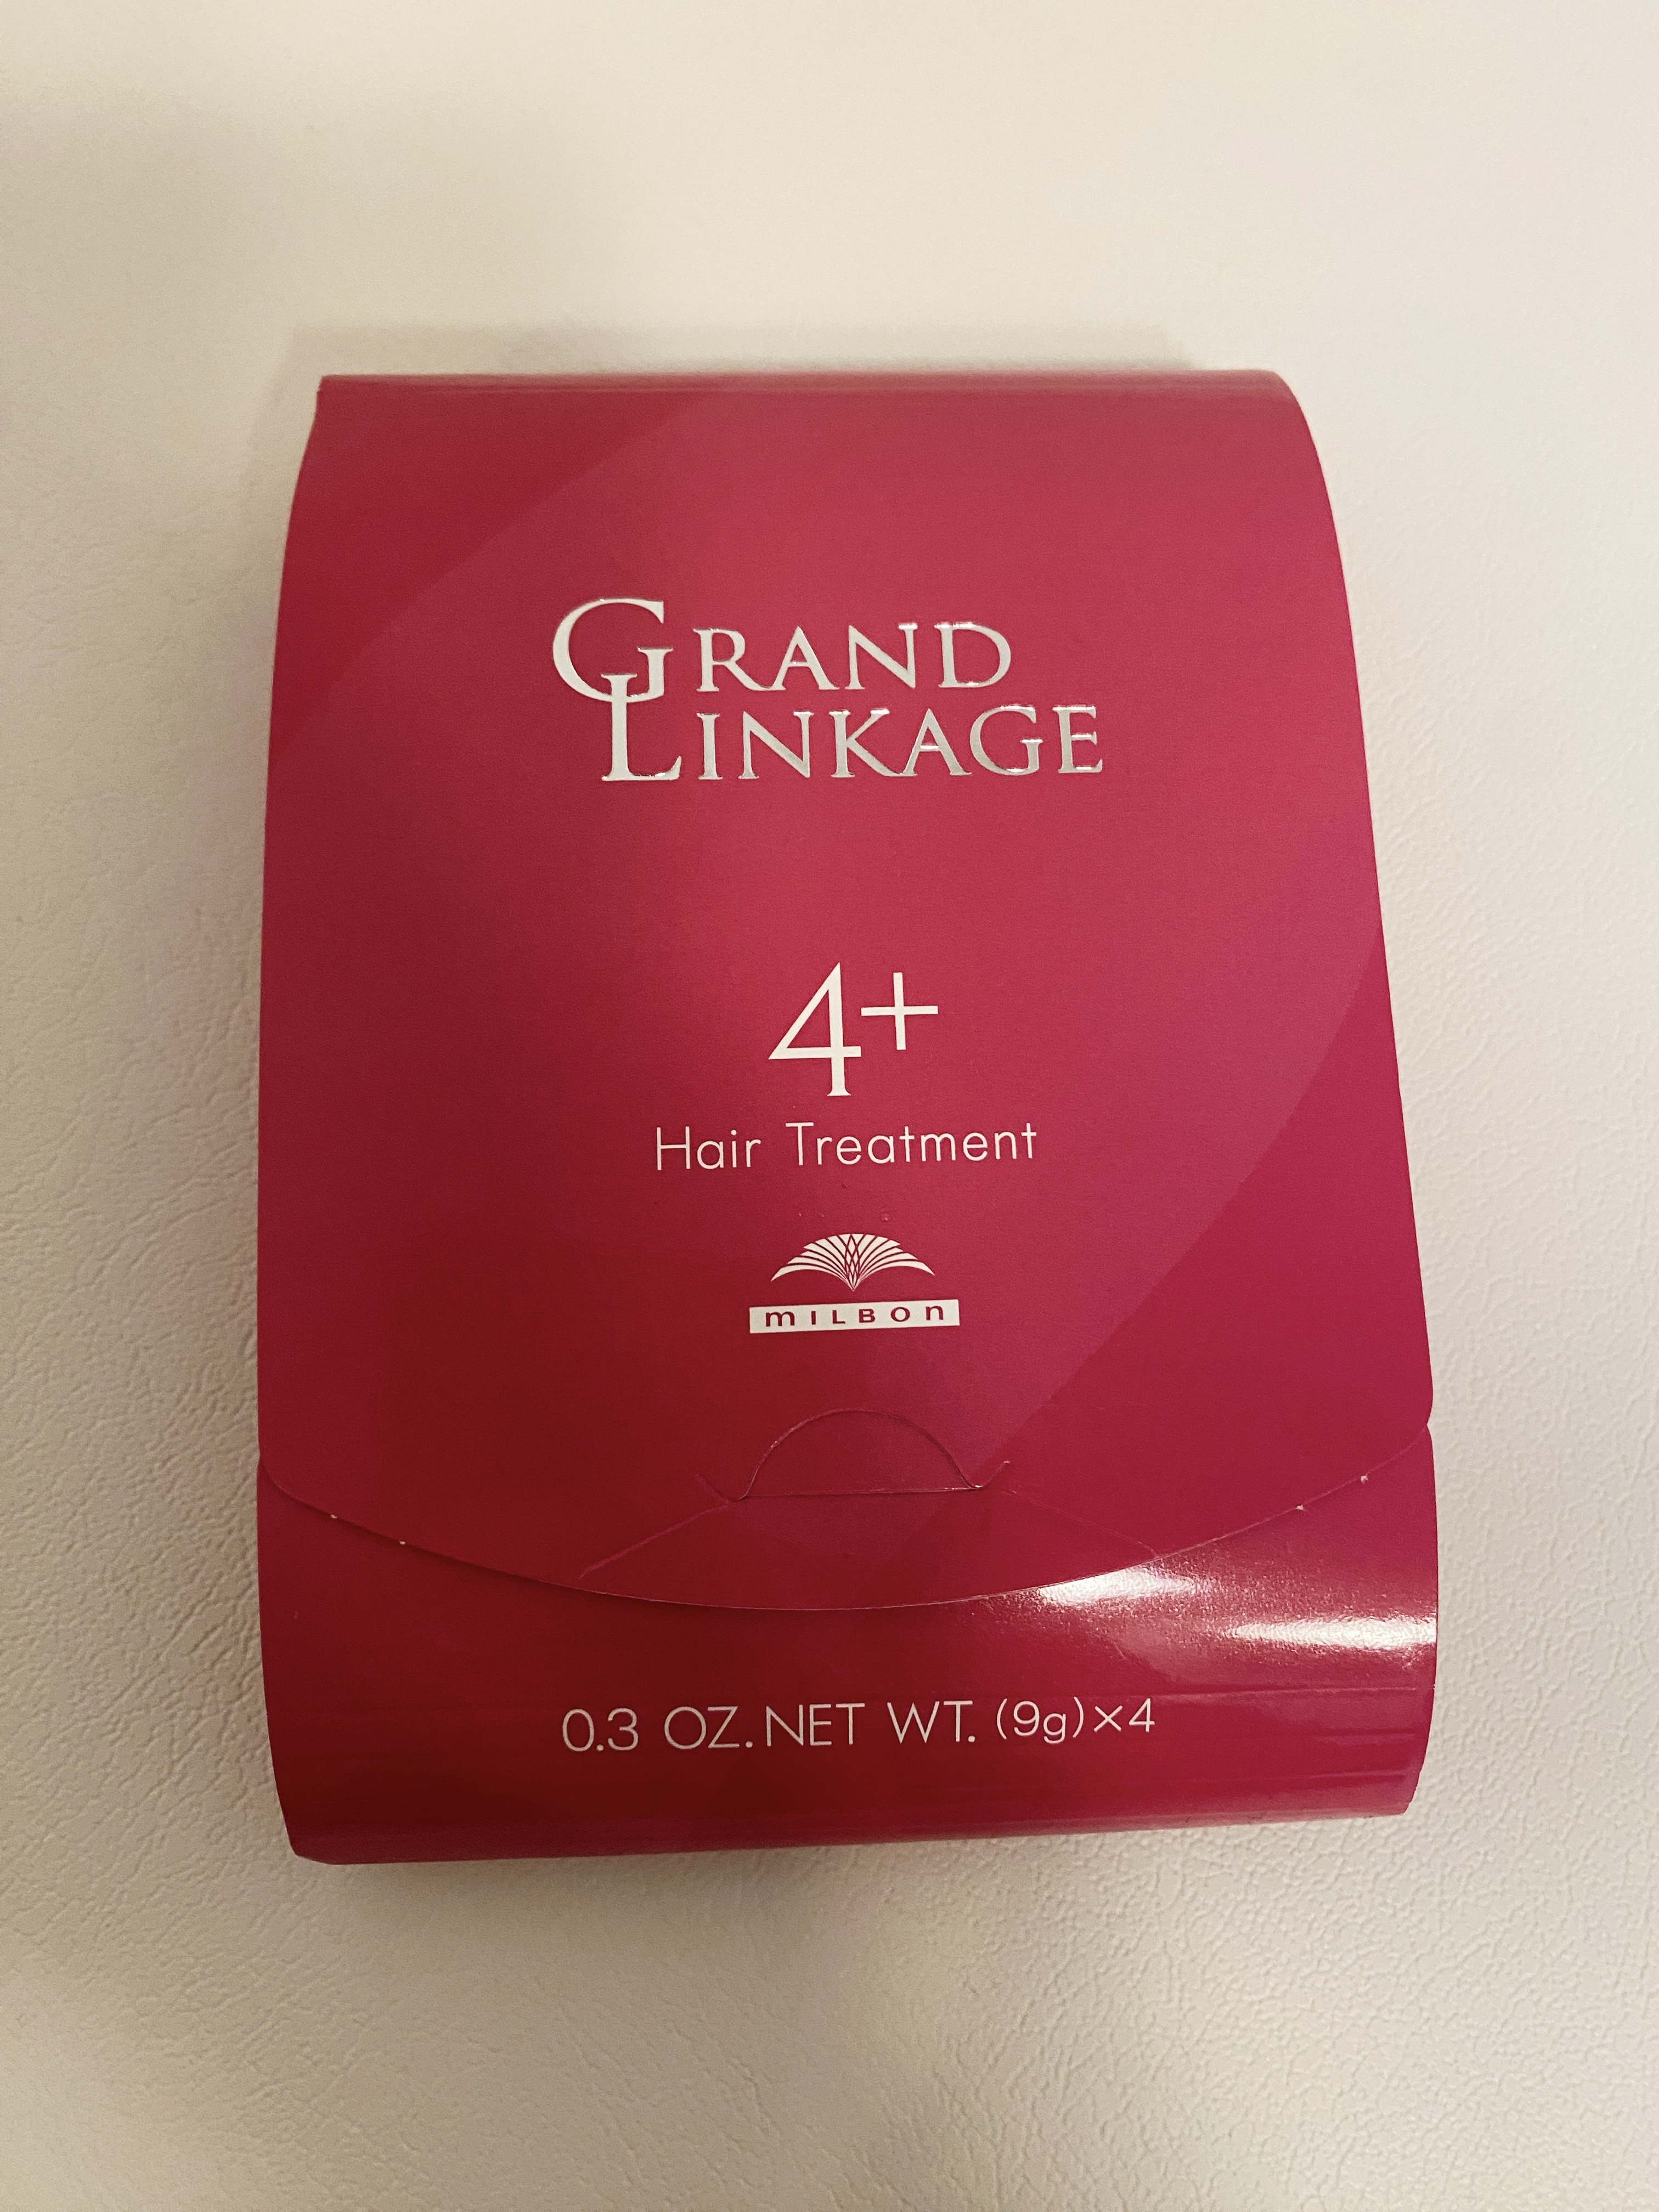 GRAND
LINKAGE
4+
Hair Treatment
mILBOn
0.3 OZ. NET WT. (9g)×4